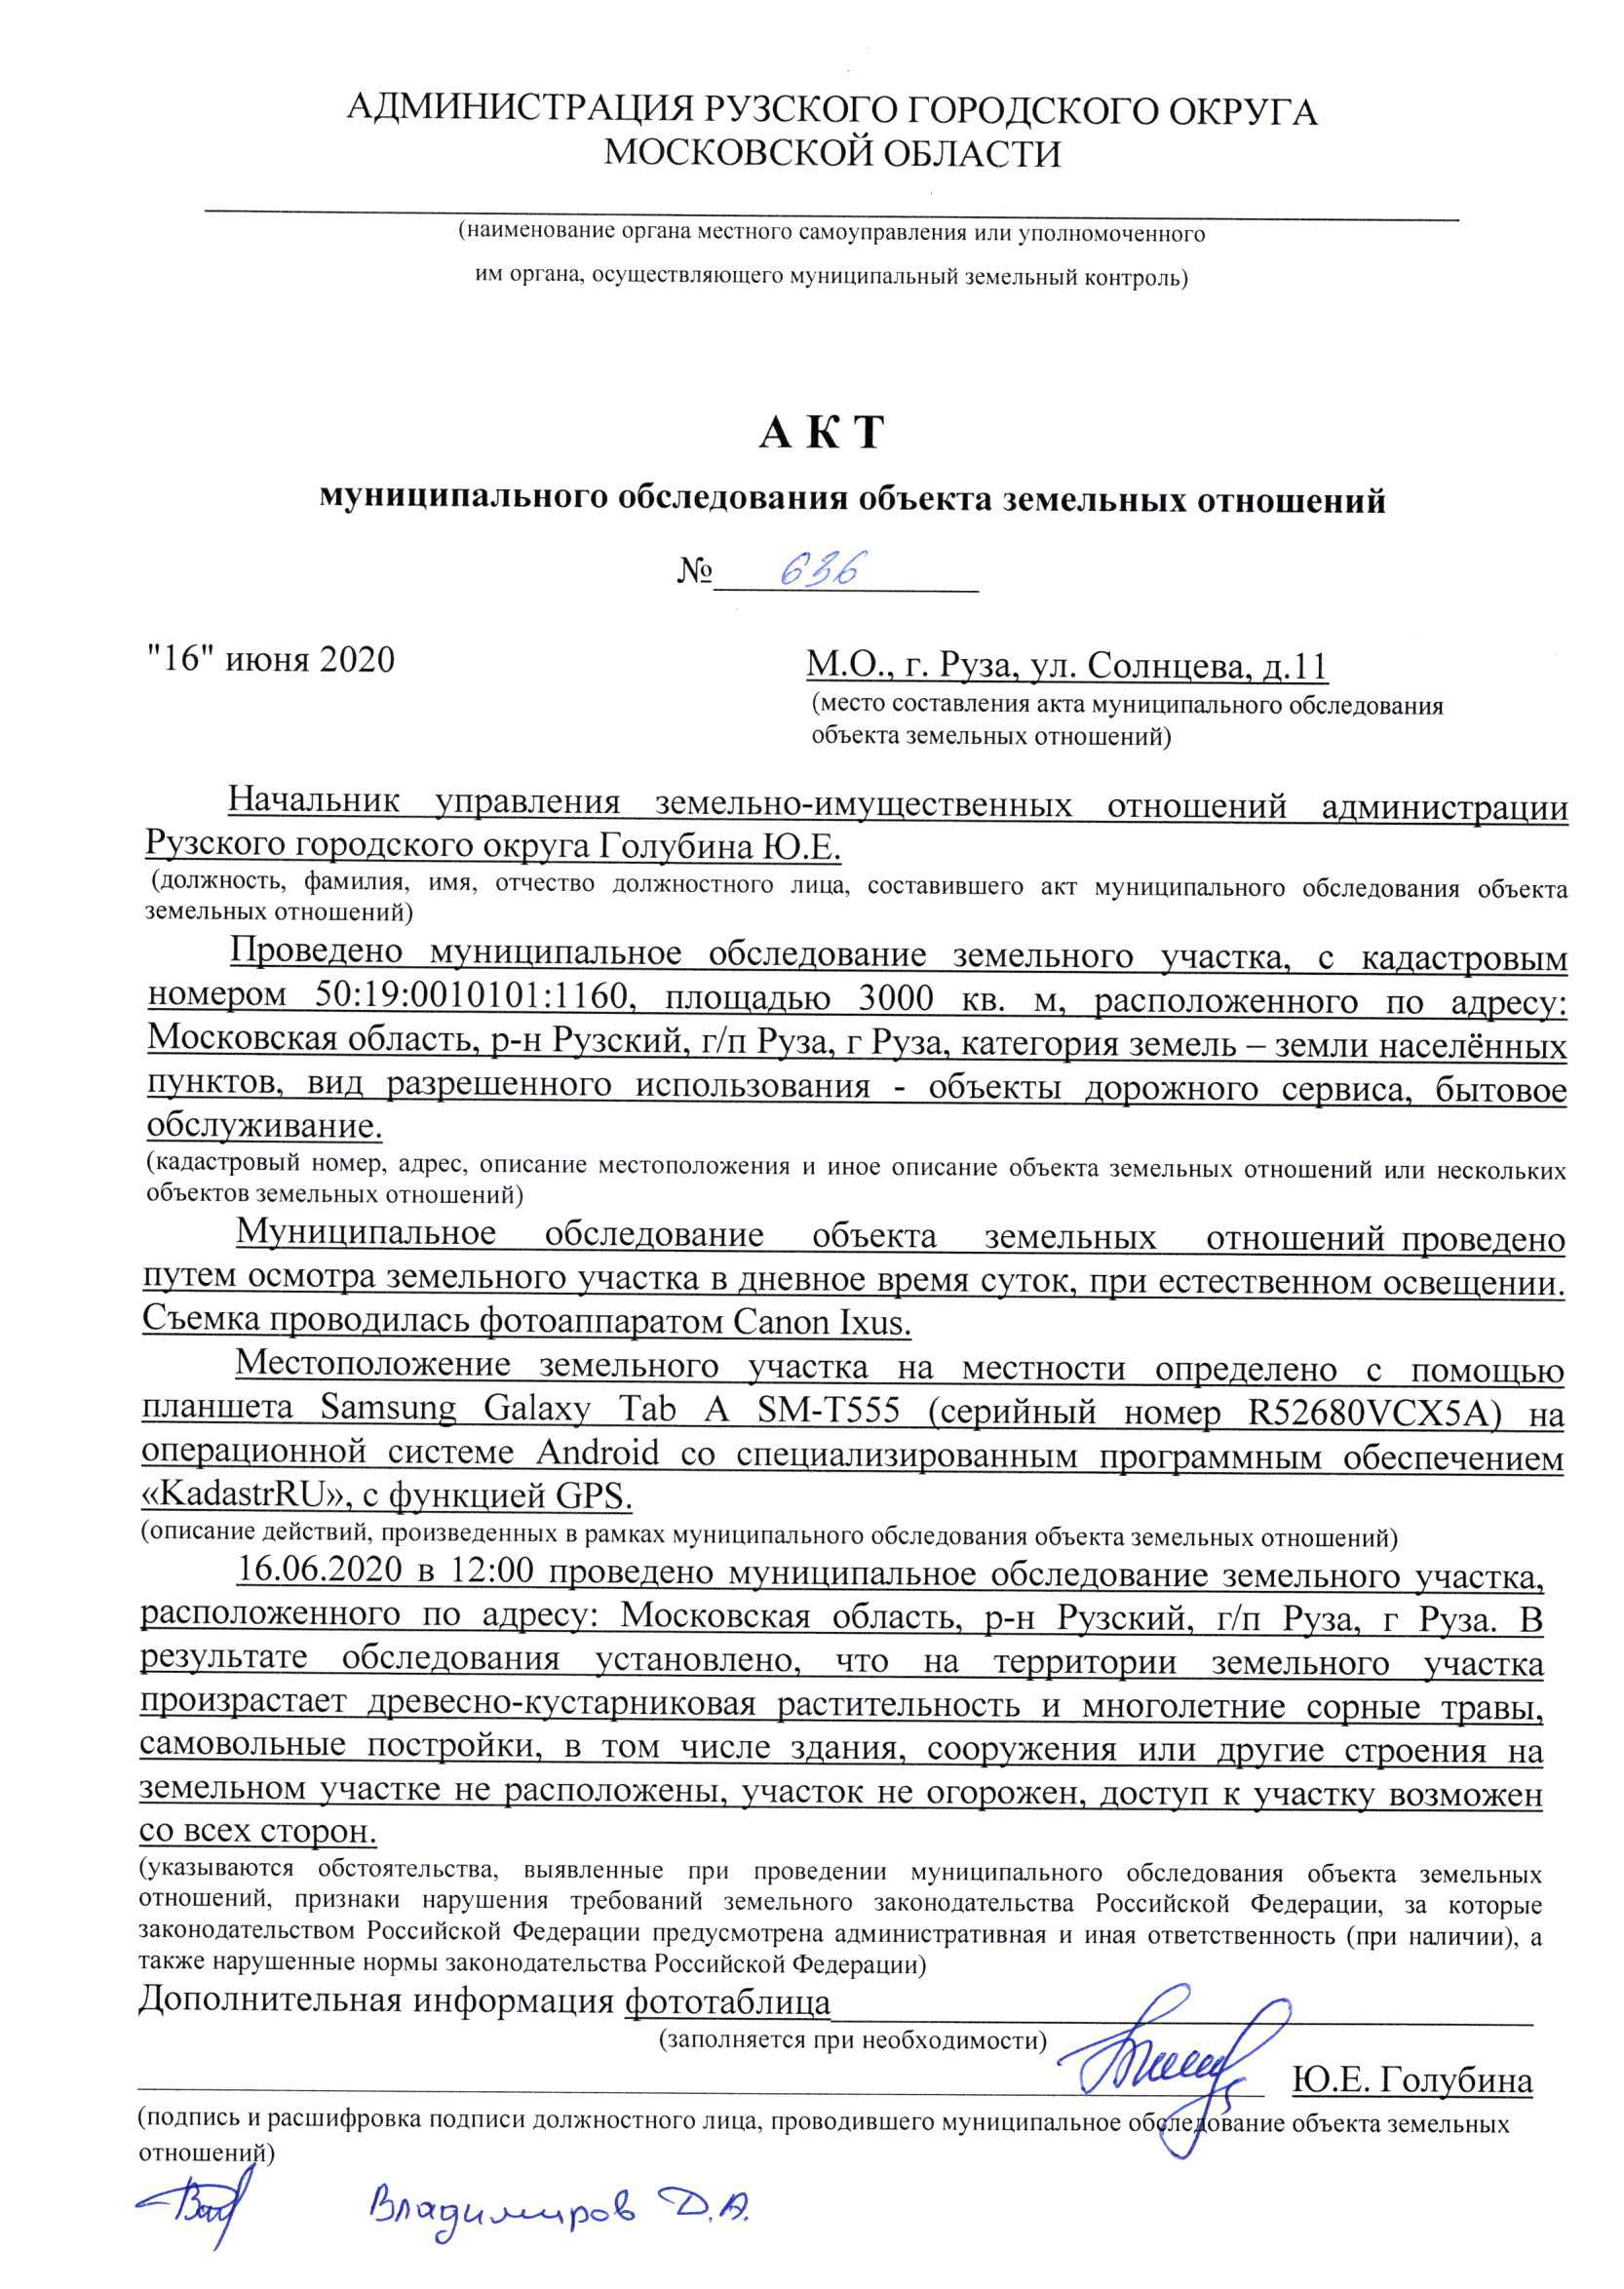 АДМИНИСТРАЦИЯ РУЗСКОГО ГОРОДСКОГО ОКРУГА
МОСКОВСКОЙ ОБЛАСТИ
(наименование органа местного самоуправления или уполномоченного
им органа, осуществляющего муниципальный земельный контроль)
А К Т
муниципального обследования объекта земельных отношений
№ 636
"16" июня 2020
М.О., г. Руза, ул. Солнцева, д.11
(место составления акта муниципального обследования
объекта земельных отношений)
Начальник управления земельно-имущественных отношений администрации
Рузского городского округа Голубина Ю.Е.
(должность, фамилия, имя, отчество должностного лица, составившего акт муниципального обследования объекта
земельных отношений)
Проведено муниципальное обследование земельного участка, с кадастровым
номером 50:19:0010101:1160, площадью 3000 кв. м, расположенного по адресу:
Московская область, р-н Рузский, г/п Руза, г Руза, категория земель – земли населённых
пунктов, вид разрешенного использования - объекты дорожного сервиса, бытовое
обслуживание.
(кадастровый номер, адрес, описание местоположения и иное описание объекта земельных отношений или нескольких
объектов земельных отношений)
Муниципальное обследование объекта земельных отношений проведено
путем осмотра земельного участка в дневное время суток, при естественном освещении.
Съемка проводилась фотоаппаратом Canon Ixus.
Местоположение земельного участка на местности определено с помощью
планшета Samsung Galaxy Tab A SM-T555 (серийный номер R52680VCX5A) на
операционной системе Android со специализированным программным обеспечением
«KadastrRU», с функцией GPS.
(описание действий, произведенных в рамках муниципального обследования объекта земельных отношений)
16.06.2020 в 12:00 проведено муниципальное обследование земельного участка,
расположенного по адресу: Московская область, р-н Рузский, г/п Руза, г Руза. В
результате обследования установлено, что на территории земельного участка
произрастает древесно-кустарниковая растительность и многолетние сорные травы,
самовольные постройки, в том числе здания, сооружения или другие строения на
земельном участке не расположены, участок не огорожен, доступ к участку возможен
со всех сторон.
(указываются обстоятельства, выявленные при проведении муниципального обследования объекта земельных
отношений, признаки нарушения требований земельного законодательства Российской Федерации, за которые
законодательством Российской Федерации предусмотрена административная и иная ответственность (при наличии), а
также нарушенные нормы законодательства Российской Федерации)
Дополнительная информация фототаблица
(заполняется при необходимости)
Ю.Е. Голубина
(подпись и расшифровка подписи должностного лица, проводившего муниципальное обследование объекта земельных
отношений)
Владимиров Д.А.